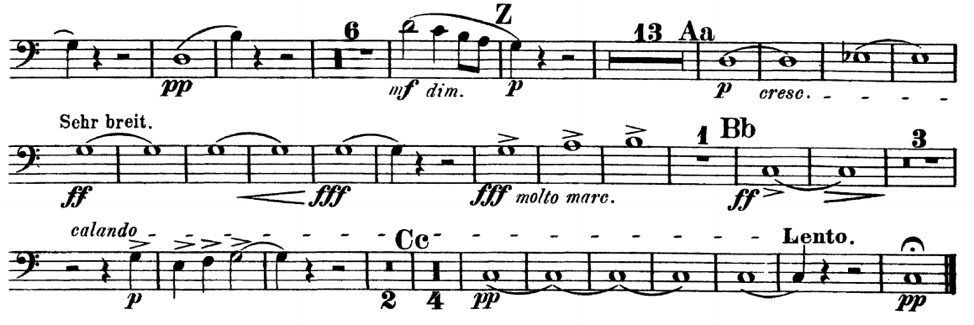 6 Z 13 Aa
pp mf dim. p p cresc.
Sehr breit. 1 Bb 3
ff fff fff molto marc. ff
calando Cc Lento.
p 2 4 pp pp